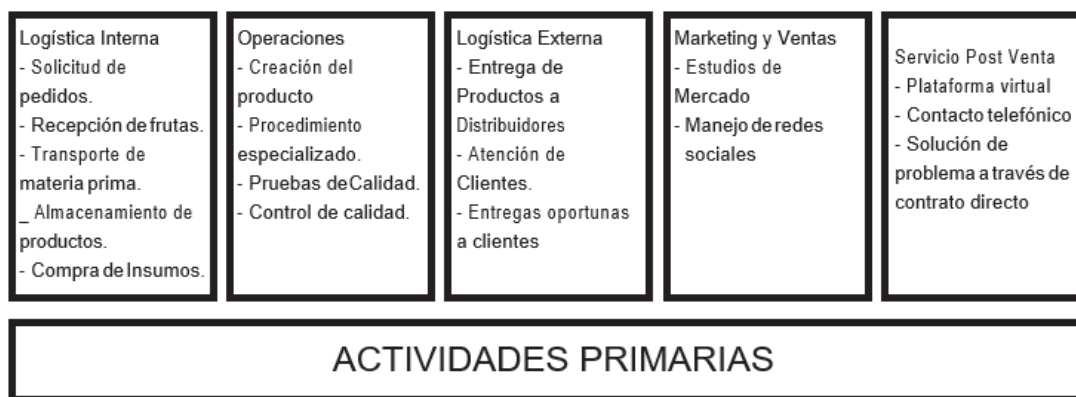 Logística Interna
- Solicitud de
pedidos.
- Recepción de frutas.
- Transporte de
materia prima.
_ Almacenamiento de
productos.
- Compra de Insumos.
Operaciones
- Creación del
producto
- Procedimiento
especializado.
- Pruebas de Calidad.
- Control de calidad.
Logística Externa
- Entrega de
Productos a
Distribuidores
- Atención de
Clientes.
- Entregas oportunas
a clientes
Marketing y Ventas
- Estudios de
Mercado
- Manejo de redes
sociales
Servicio Post Venta
- Plataforma virtual
- Contacto telefónico
- Solución de
problema a través de
contrato directo
ACTIVIDADES PRIMARIAS